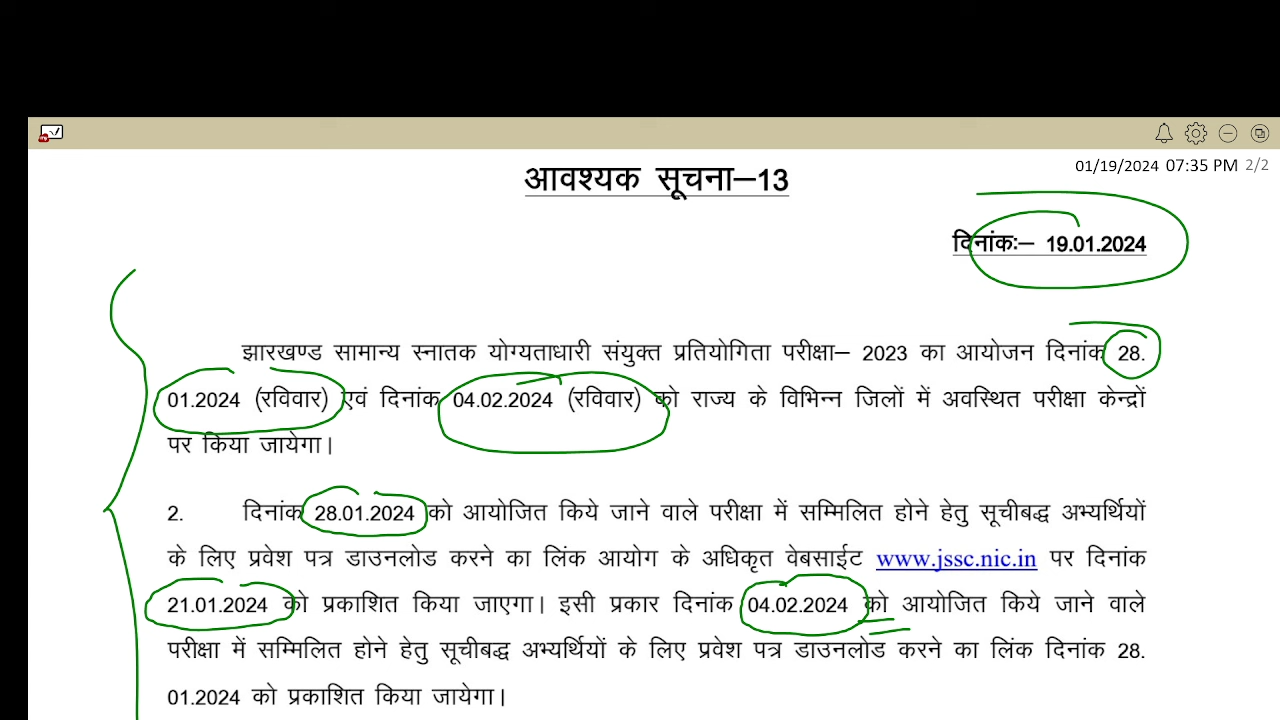 01/19/2024 07:35 PM 2/2
आवश्यक सूचना–13
दिनांकः– 19.01.2024
झारखण्ड सामान्य स्नातक योग्यताधारी संयुक्त प्रतियोगिता परीक्षा– 2023 का आयोजन दिनांक 28.
01.2024 (रविवार) एवं दिनांक 04.02.2024 (रविवार) को राज्य के विभिन्न जिलों में अवस्थित परीक्षा केन्द्रों
पर किया जायेगा।
2. दिनांक 28.01.2024 को आयोजित किये जाने वाले परीक्षा में सम्मिलित होने हेतु सूचीबद्ध अभ्यर्थियों
के लिए प्रवेश पत्र डाउनलोड करने का लिंक आयोग के अधिकृत वेबसाईट www.jssc.nic.in पर दिनांक
21.01.2024 को प्रकाशित किया जाएगा। इसी प्रकार दिनांक 04.02.2024 को आयोजित किये जाने वाले
परीक्षा में सम्मिलित होने हेतु सूचीबद्ध अभ्यर्थियों के लिए प्रवेश पत्र डाउनलोड करने का लिंक दिनांक 28.
01.2024 को प्रकाशित किया जायेगा।